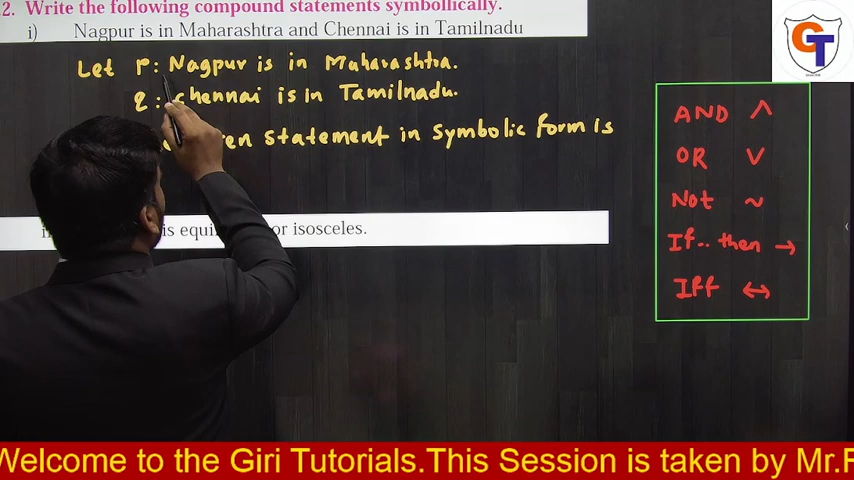 2. Write the following compound statements symbollically.
i) Nagpur is in Maharashtra and Chennai is in Tamilnadu
Let p: Nagpur is in Maharashtra.
q: Chennai is in Tamilnadu.
statement in symbolic form is
is or isosceles.
GT
AND ∧
OR ∨
Not ~
If.. then →
Iff ↔
Welcome to the Giri Tutorials.This Session is taken by Mr.